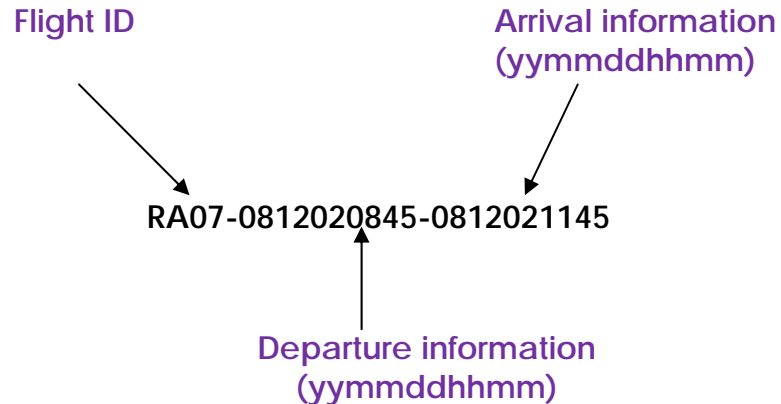 Flight ID
Arrival information
(yymmddhhmm)
RA07-0812020845-0812021145
Departure information
(yymmddhhmm)